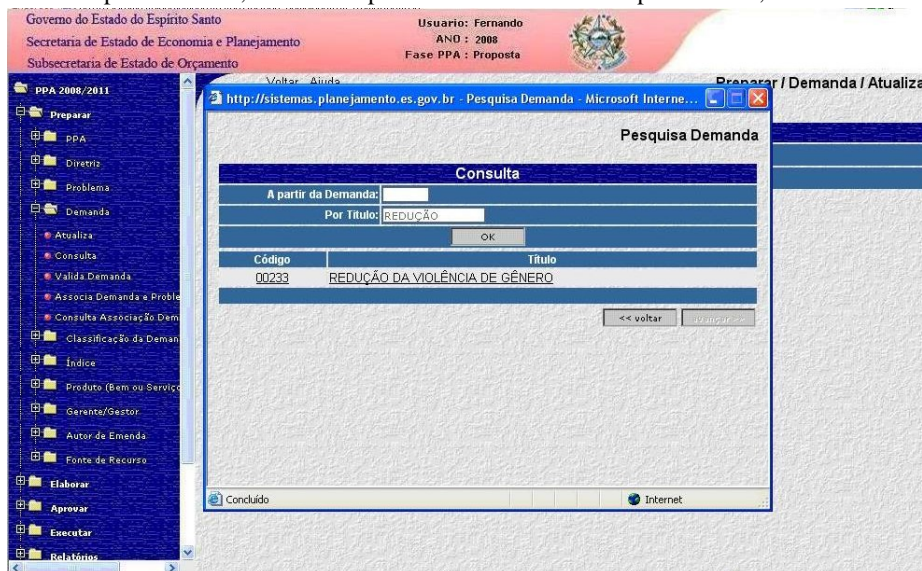 Governo do Estado do Espírito Santo
Secretaria de Estado de Economia e Planejamento
Subsecretaria de Estado de Orçamento
Usuario: Fernando
ANO: 2008
Fase PPA : Proposta
Voltar Ajuda
Preparar / Demanda / Atualiza
PPA 2008/2011
Preparar
PPA
Diretriz
Problema
Demanda
Atualiza
Consulta
Valida Demanda
Associa Demanda e Proble
Consulta Associação Dem
Classificação da Deman
Índice
Produto (Bem ou Serviço
Gerente/Gestor
Autor de Emenda
Fonte de Recurso
Elaborar
Aprovar
Executar
Relatórios
http://sistemas.planejamento.es.gov.br - Pesquisa Demanda - Microsoft Interne...
Pesquisa Demanda
Consulta
A partir da Demanda:
Por Título: REDUÇÃO
OK
Código Título
00233 REDUÇÃO DA VIOLÊNCIA DE GÊNERO
<< voltar avançar >>
Concluído Internet